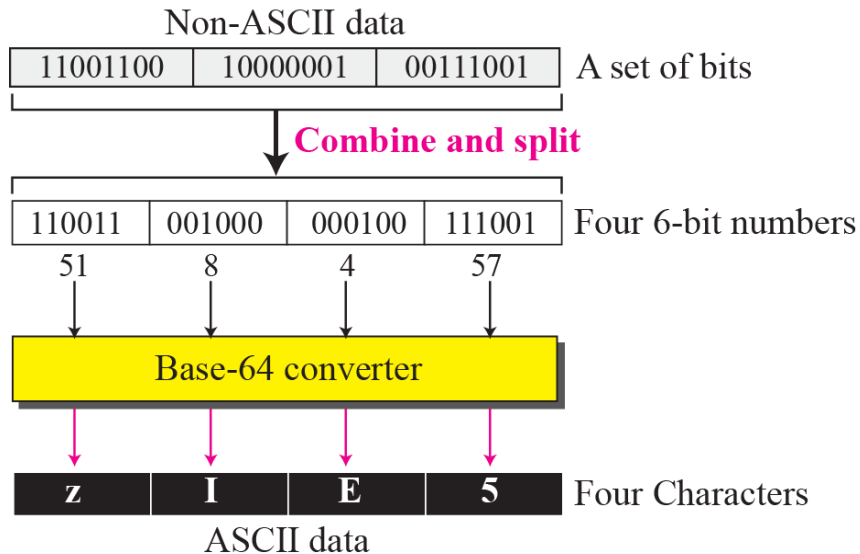 Non-ASCII data
11001100 10000001 00111001 A set of bits
Combine and split
110011 001000 000100 111001 Four 6-bit numbers
51 8 4 57
Base-64 converter
z I E 5 Four Characters
ASCII data